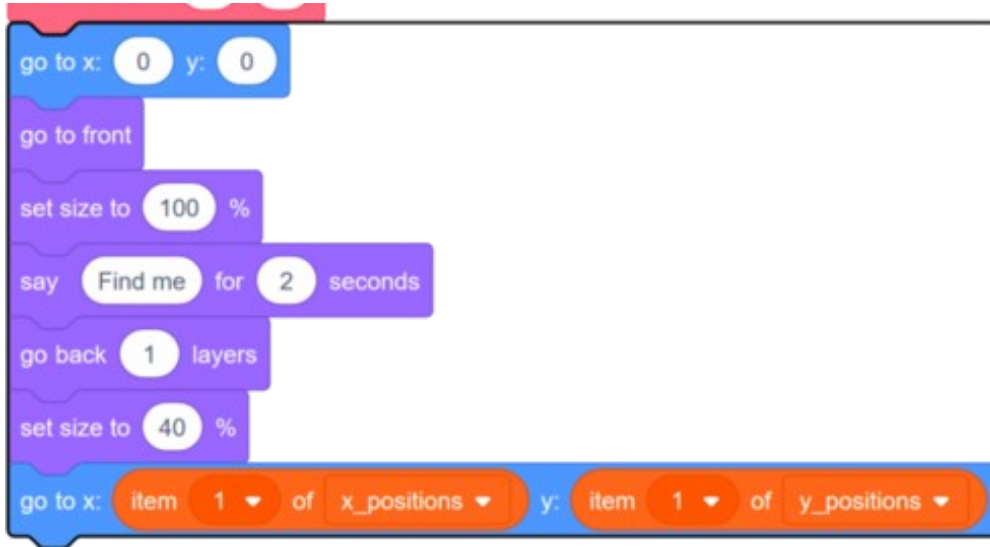 go to x: 0 y: 0
go to front
set size to 100 %
say Find me for 2 seconds
go back 1 layers
set size to 40 %
go to x: item 1 of x_positions y: item 1 of y_positions